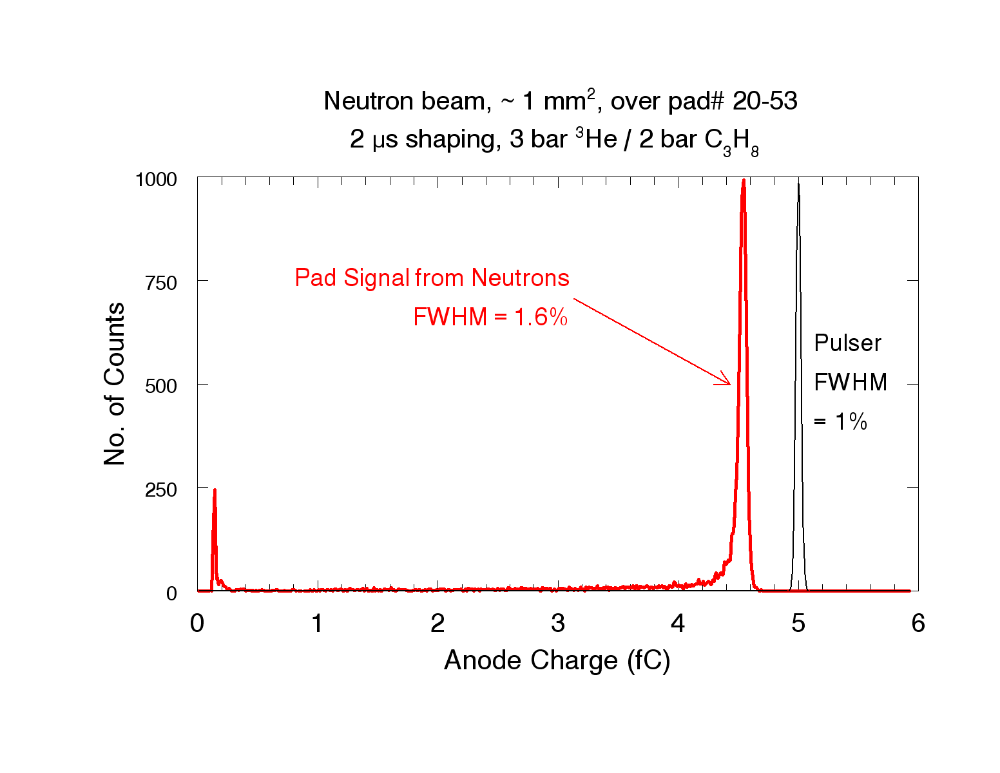 Neutron beam, ~ 1 mm², over pad# 20-53
2 µs shaping, 3 bar ³He / 2 bar C₃H₈
1000
750
500
250
0
No. of Counts
Pad Signal from Neutrons
FWHM = 1.6%
Pulser
FWHM
= 1%
0 1 2 3 4 5 6
Anode Charge (fC)